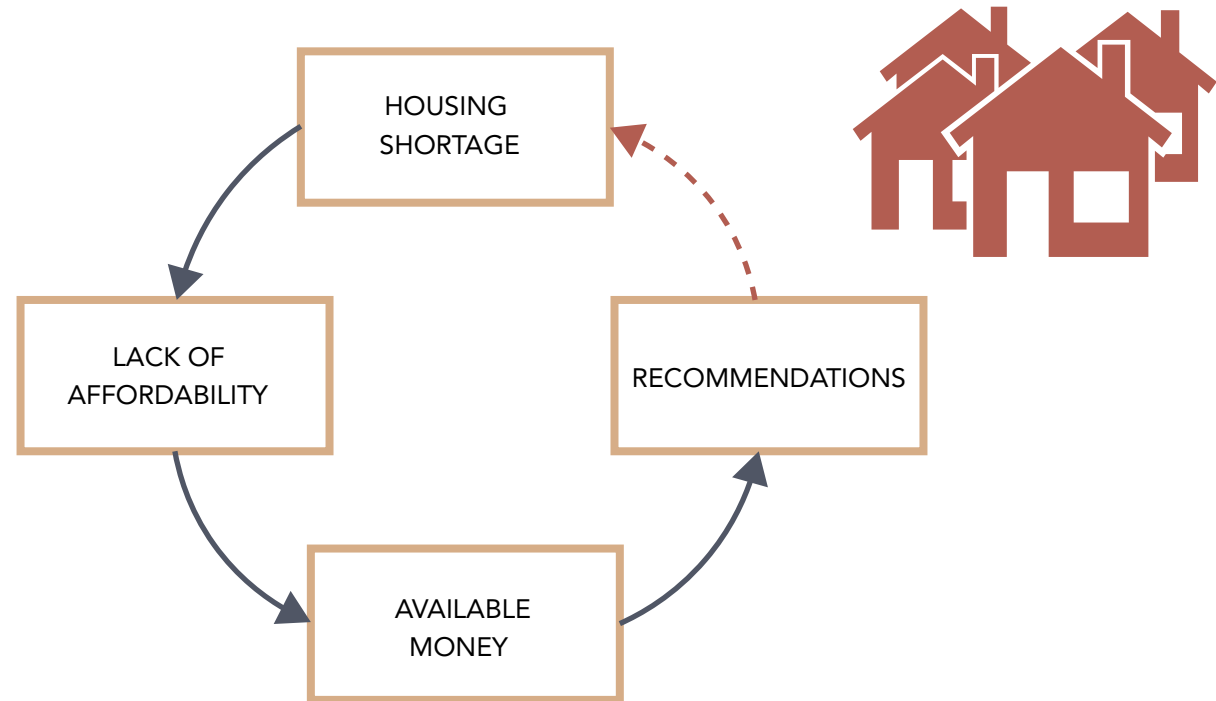 HOUSING
SHORTAGE
LACK OF
AFFORDABILITY
RECOMMENDATIONS
AVAILABLE
MONEY